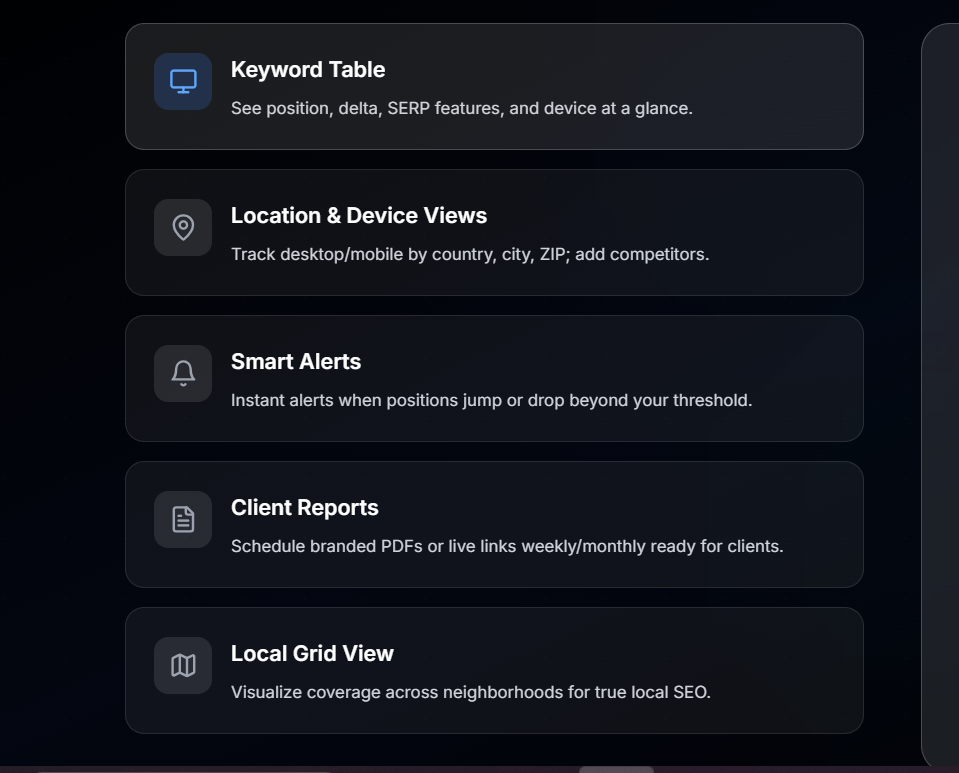 Keyword Table
See position, delta, SERP features, and device at a glance.
Location & Device Views
Track desktop/mobile by country, city, ZIP; add competitors.
Smart Alerts
Instant alerts when positions jump or drop beyond your threshold.
Client Reports
Schedule branded PDFs or live links weekly/monthly ready for clients.
Local Grid View
Visualize coverage across neighborhoods for true local SEO.